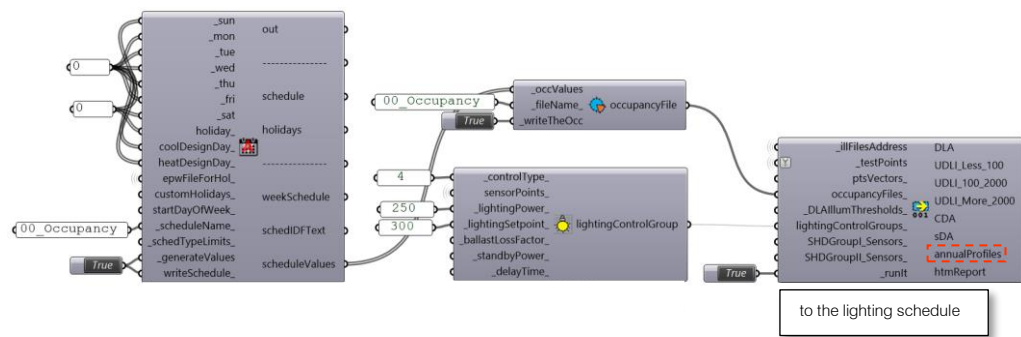 _sun
_mon
_tue
_wed
_thu
_fri
_sat
holiday_
coolDesignDay_
heatDesignDay_
epwFileForHol_
customHolidays_
startDayOfWeek_
_scheduleName_
_schedTypeLimits_
_generateValues
writeSchedule_
out
---------------
schedule
holidays
---------------
weekSchedule
schedIDFText
scheduleValues
0
0
00_Occupancy
True
00_Occupancy
True
_occValues
_fileName_
_writeTheOcc
occupancyFile
4
250
300
_controlType_
sensorPoints_
_lightingPower_
_lightingSetpoint_
_ballastLossFactor_
_standbyPower_
_delayTime_
lightingControlGroup
_illFilesAddress
_testPoints
ptsVectors_
occupancyFiles_
_DLAIllumThresholds_
lightingControlGroups_
SHDGroupI_Sensors_
SHDGroupII_Sensors_
_runIt
001
DLA
UDLI_Less_100
UDLI_100_2000
UDLI_More_2000
CDA
sDA
annualProfiles
htmReport
True
to the lighting schedule